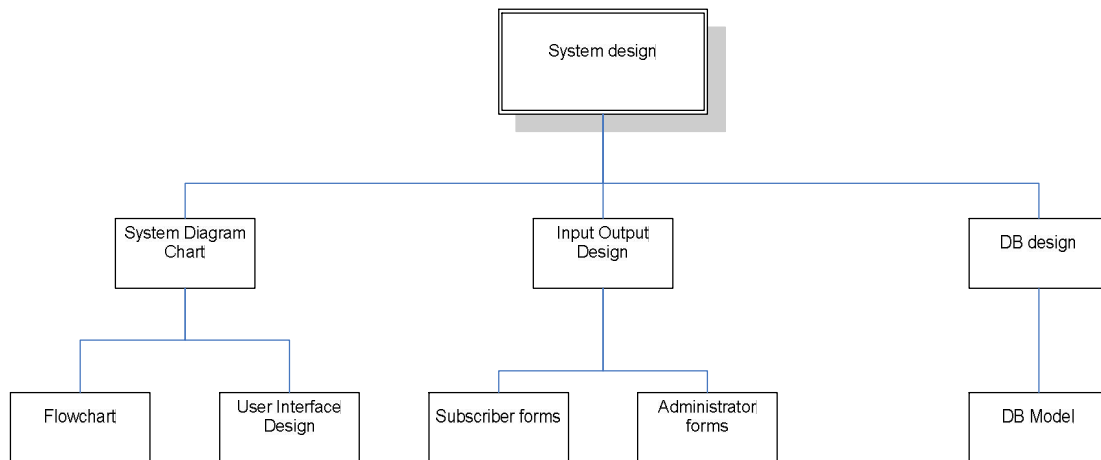 System design
System Diagram
Chart
Input Output
Design
DB design
Flowchart
User Interface
Design
Subscriber forms
Administrator
forms
DB Model